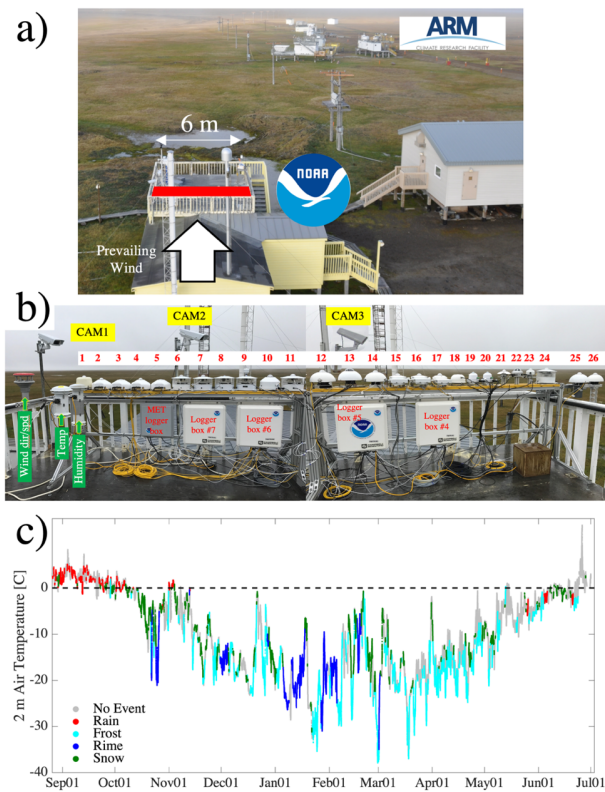 a)
ARM
CLIMATE RESEARCH FACILITY
6 m
NOAA
Prevailing
Wind
b)
CAM1
CAM2
CAM3
1 2 3 4 5 6 7 8 9 10 11 12 13 14 15 16 17 18 19 20 21 22 23 24 25 26
Wind dir/spd
Temp
Humidity
MET
logger
box
Logger
box #7
Logger
box #6
Logger
box #5
Logger
box #4
c)
2 m Air Temperature [C]
0
-10
-20
-30
-40
No Event
Rain
Frost
Rime
Snow
Sep01 Oct01 Nov01 Dec01 Jan01 Feb01 Mar01 Apr01 May01 Jun01 Jul01